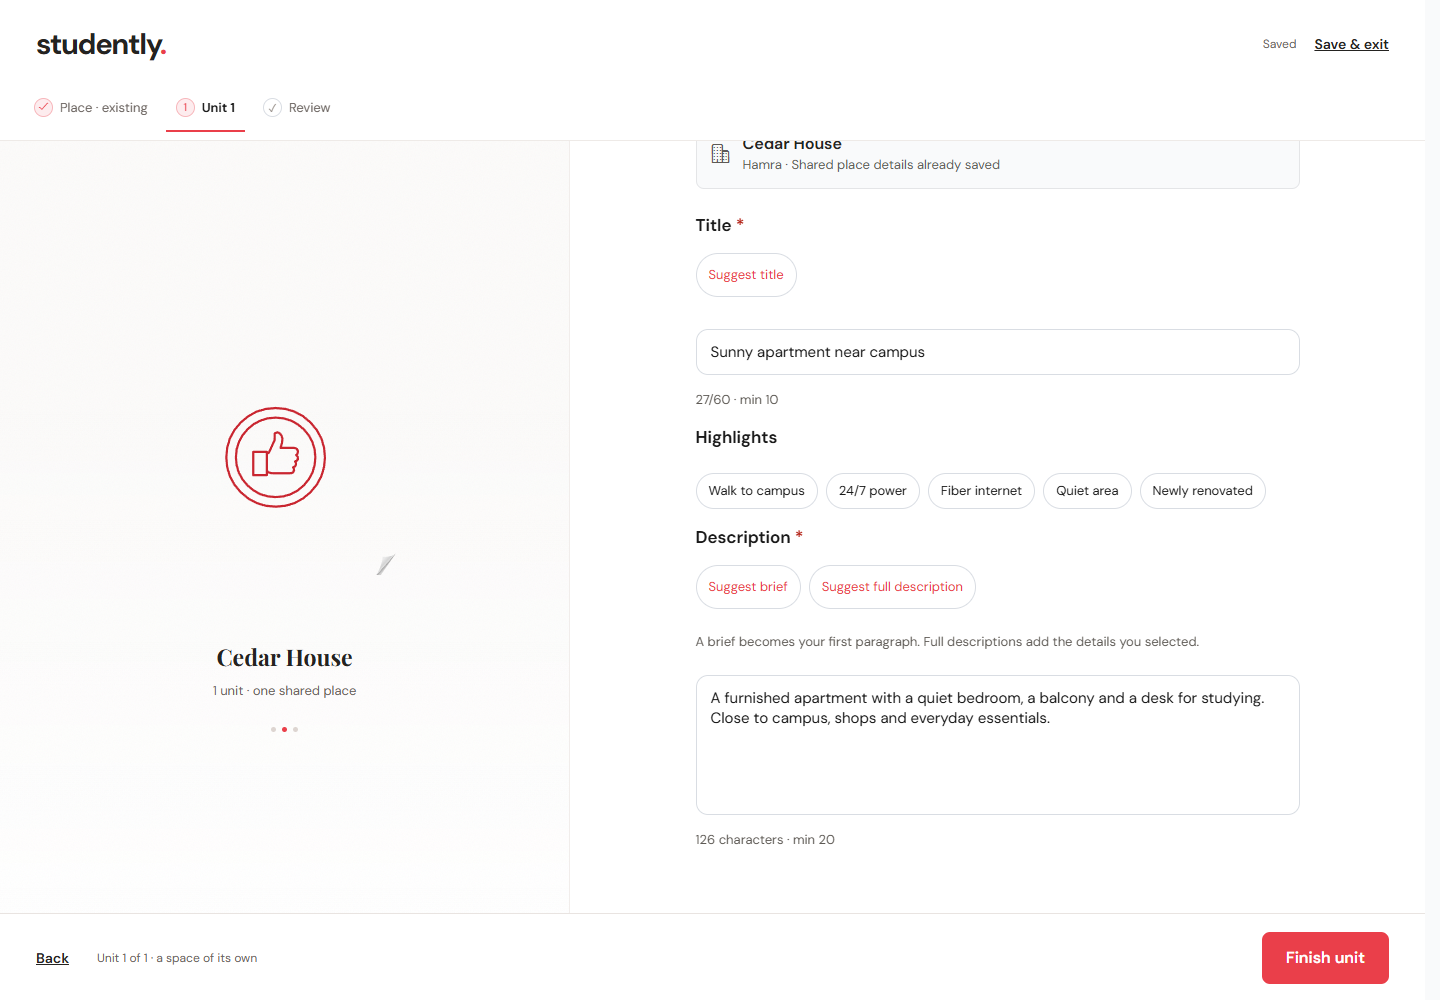 studently.
Saved
Save & exit
Place · existing
1
Unit 1
Review
Cedar House
Hamra · Shared place details already saved
Title *
Suggest title
Sunny apartment near campus
27/60 · min 10
Highlights
Walk to campus
24/7 power
Fiber internet
Quiet area
Newly renovated
Description *
Suggest brief
Suggest full description
A brief becomes your first paragraph. Full descriptions add the details you selected.
A furnished apartment with a quiet bedroom, a balcony and a desk for studying.
Close to campus, shops and everyday essentials.
126 characters · min 20
Cedar House
1 unit · one shared place
Back
Unit 1 of 1 · a space of its own
Finish unit